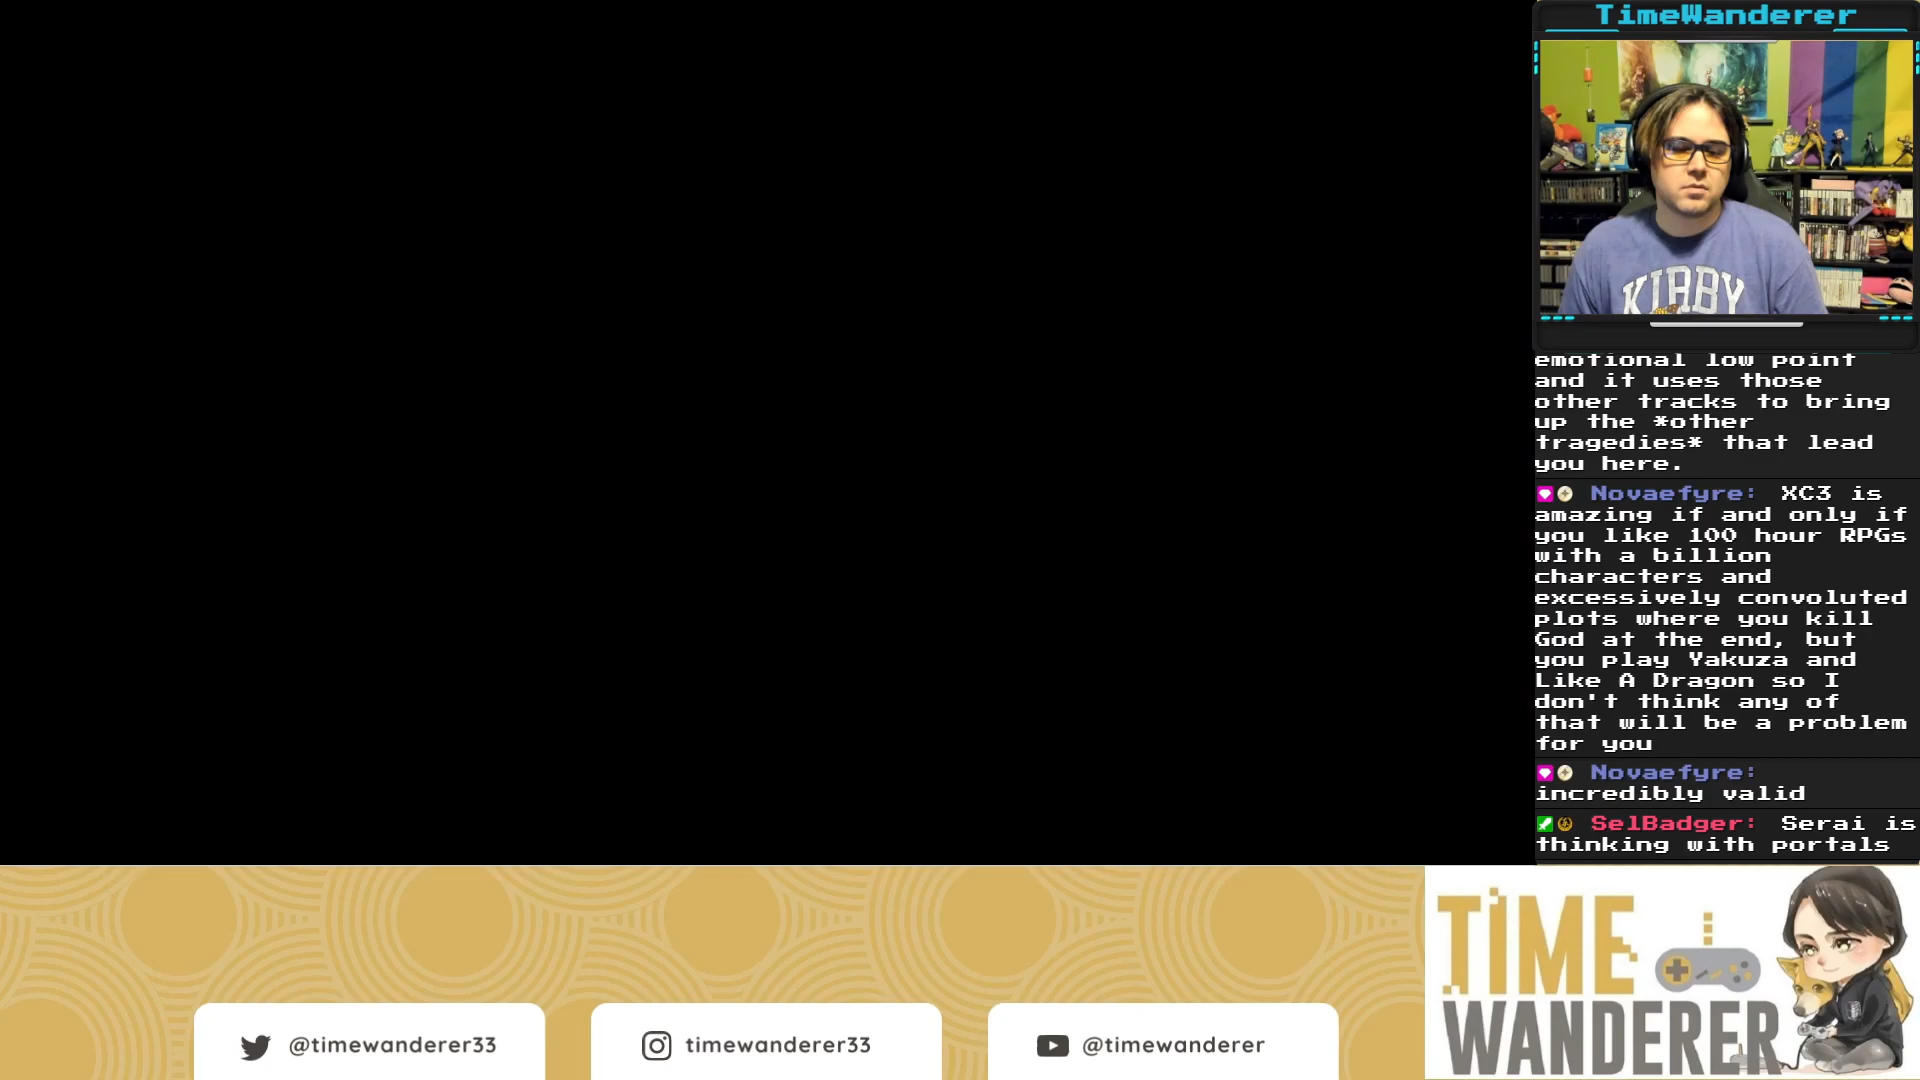 TimeWanderer
KIRBY
emotional low point
and it uses those
other tracks to bring
up the *other
tragedies* that lead
you here.
Novaefyre: XC3 is
amazing if and only if
you like 100 hour RPGs
with a billion
characters and
excessively convoluted
plots where you kill
God at the end, but
you play Yakuza and
Like A Dragon so I
don't think any of
that will be a problem
for you
Novaefyre:
incredibly valid
SelBadger: Serai is
thinking with portals
TIME
WANDERER
@timewanderer33
timewanderer33
@timewanderer